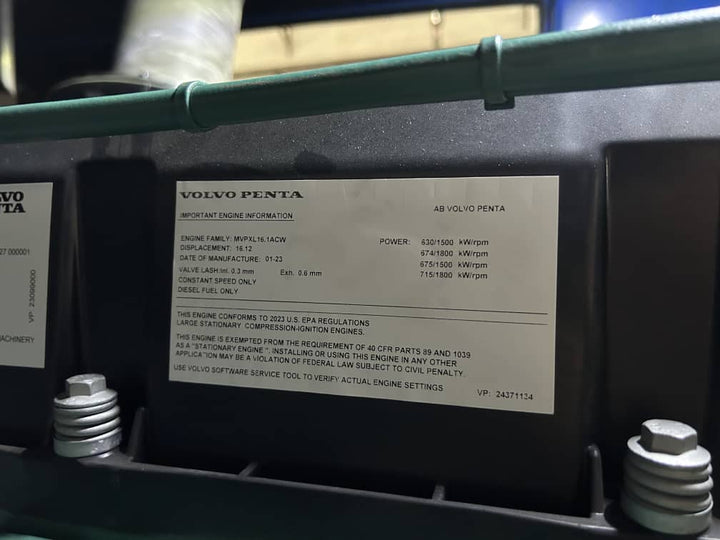 VOLVO PENTA
AB VOLVO PENTA
IMPORTANT ENGINE INFORMATION
ENGINE FAMILY: MVPXL16.1ACW
DISPLACEMENT: 16.12
DATE OF MANUFACTURE: 01-23
VALVE LASH: Inl. 0.3 mm Exh. 0.6 mm
CONSTANT SPEED ONLY
DIESEL FUEL ONLY
POWER: 630/1500 kW/rpm
674/1800 kW/rpm
675/1500 kW/rpm
715/1800 kW/rpm
THIS ENGINE CONFORMS TO 2023 U.S. EPA REGULATIONS
LARGE STATIONARY COMPRESSION-IGNITION ENGINES.
THIS ENGINE IS EXEMPTED FROM THE REQUIREMENT OF 40 CFR PARTS 89 AND 1039
AS A "STATIONARY ENGINE". INSTALLING OR USING THIS ENGINE IN ANY OTHER
APPLICATION MAY BE A VIOLATION OF FEDERAL LAW SUBJECT TO CIVIL PENALTY.
USE VOLVO SOFTWARE SERVICE TOOL TO VERIFY ACTUAL ENGINE SETTINGS
VP: 24371134
VO
TA
27 000001
VP: 23099000
ACHINERY